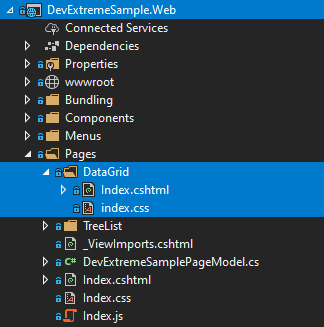 DevExtremeSample.Web
Connected Services
Dependencies
Properties
wwwroot
Bundling
Components
Menus
Pages
DataGrid
Index.cshtml
index.css
TreeList
_ViewImports.cshtml
C# DevExtremeSamplePageModel.cs
Index.cshtml
Index.css
Index.js